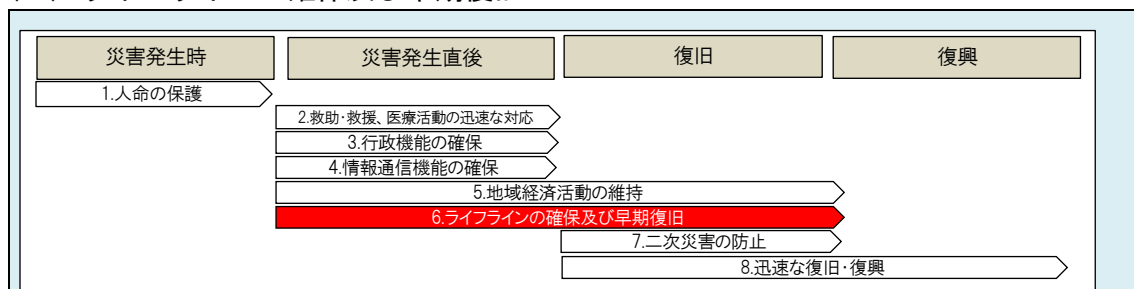 災害発生時 災害発生直後 復旧 復興
1.人命の保護
2.救助・救援、医療活動の迅速な対応
3.行政機能の確保
4.情報通信機能の確保
5.地域経済活動の維持
6.ライフラインの確保及び早期復旧
7.二次災害の防止
8.迅速な復旧・復興